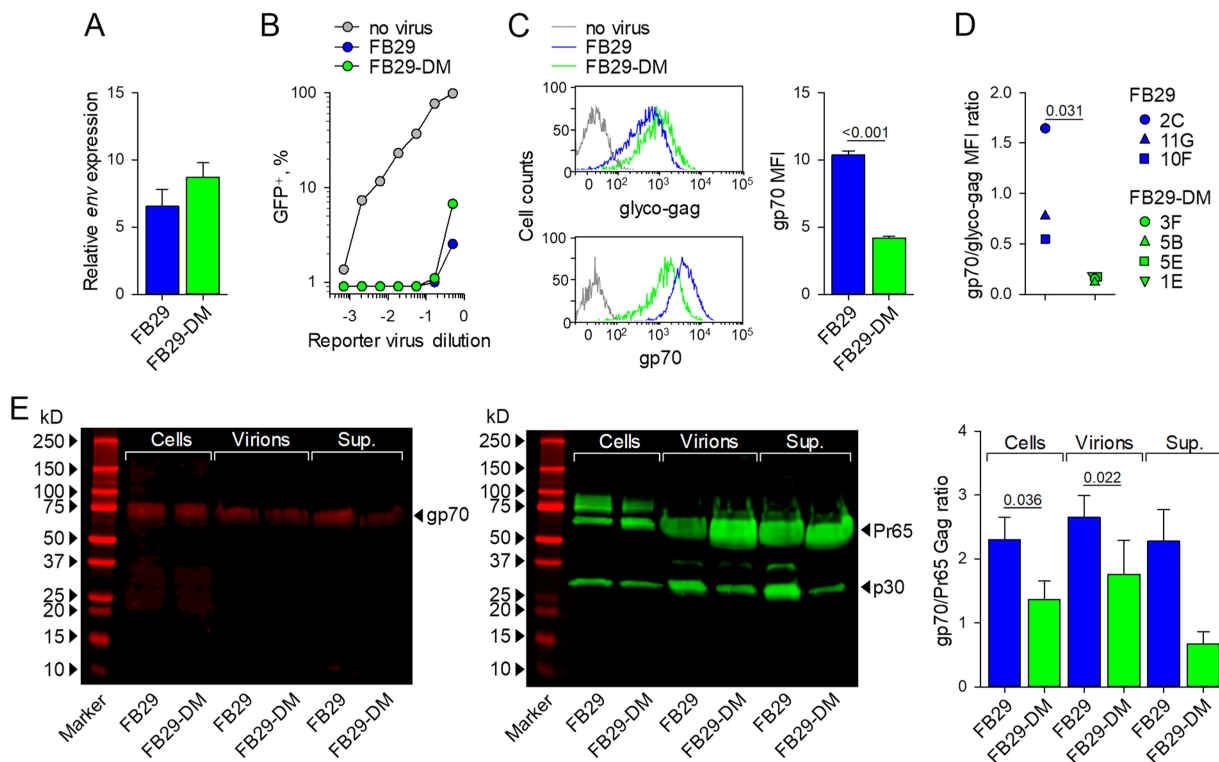 A
15
10
5
0
Relative env expression
FB29
FB29-DM
B
no virus
FB29
FB29-DM
100
10
1
GFP+, %
-3
-2
-1
0
Reporter virus dilution
C
no virus
FB29
FB29-DM
100
50
0
0
10²
10³
10⁴
10⁵
glyco-gag
Cell counts
100
50
0
0
10²
10³
10⁴
10⁵
gp70
15
10
5
0
gp70 MFI
<0.001
FB29
FB29-DM
D
2.0
1.5
1.0
0.5
0.0
gp70/glyco-gag MFI ratio
0.031
FB29
2C
11G
10F
FB29-DM
3F
5B
5E
1E
E
kD
250
150
100
75
50
37
25
20
15
10
Cells
Virions
Sup.
gp70
Marker
FB29
FB29-DM
FB29
FB29-DM
FB29
FB29-DM
kD
250
150
100
75
50
37
25
20
15
10
Cells
Virions
Sup.
Pr65
p30
Marker
FB29
FB29-DM
FB29
FB29-DM
FB29
FB29-DM
4
3
2
1
0
gp70/Pr65 Gag ratio
Cells
Virions
Sup.
0.036
0.022
FB29
FB29-DM
FB29
FB29-DM
FB29
FB29-DM